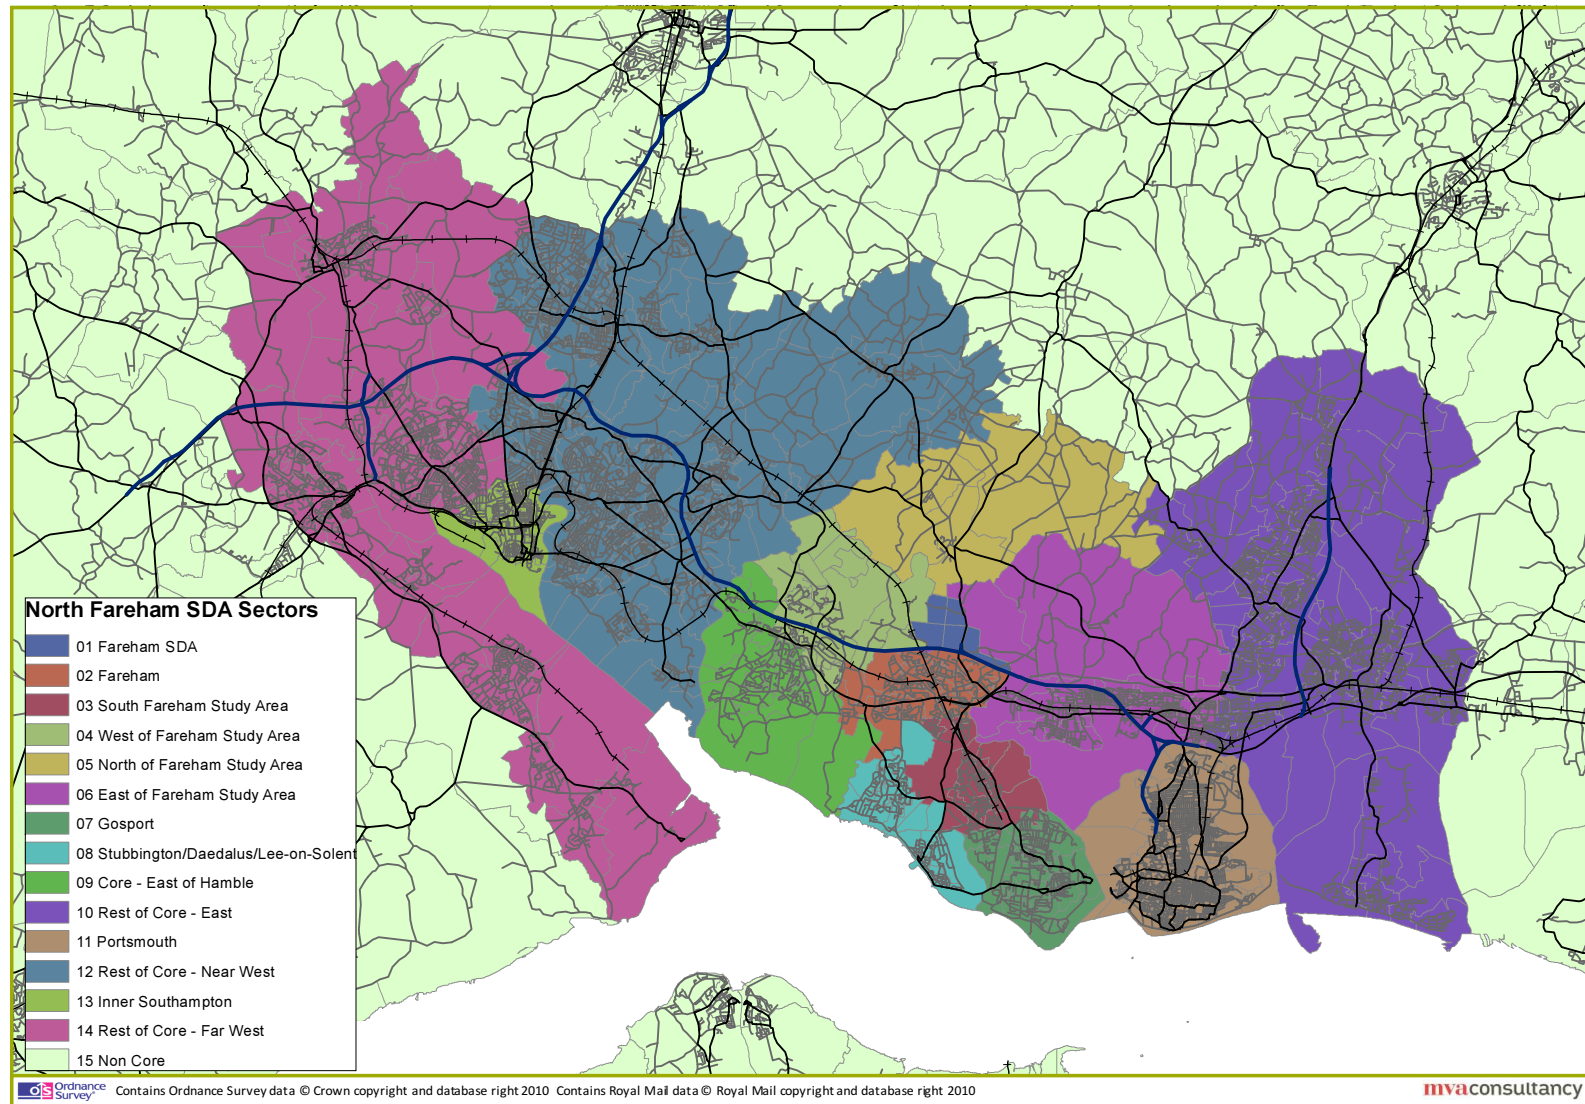 North Fareham SDA Sectors
01 Fareham SDA
02 Fareham
03 South Fareham Study Area
04 West of Fareham Study Area
05 North of Fareham Study Area
06 East of Fareham Study Area
07 Gosport
08 Stubbington/Daedalus/Lee-on-Solent
09 Core - East of Hamble
10 Rest of Core - East
11 Portsmouth
12 Rest of Core - Near West
13 Inner Southampton
14 Rest of Core - Far West
15 Non Core
OS Ordnance
Survey®
Contains Ordnance Survey data © Crown copyright and database right 2010 Contains Royal Mail data © Royal Mail copyright and database right 2010
mvaconsultancy